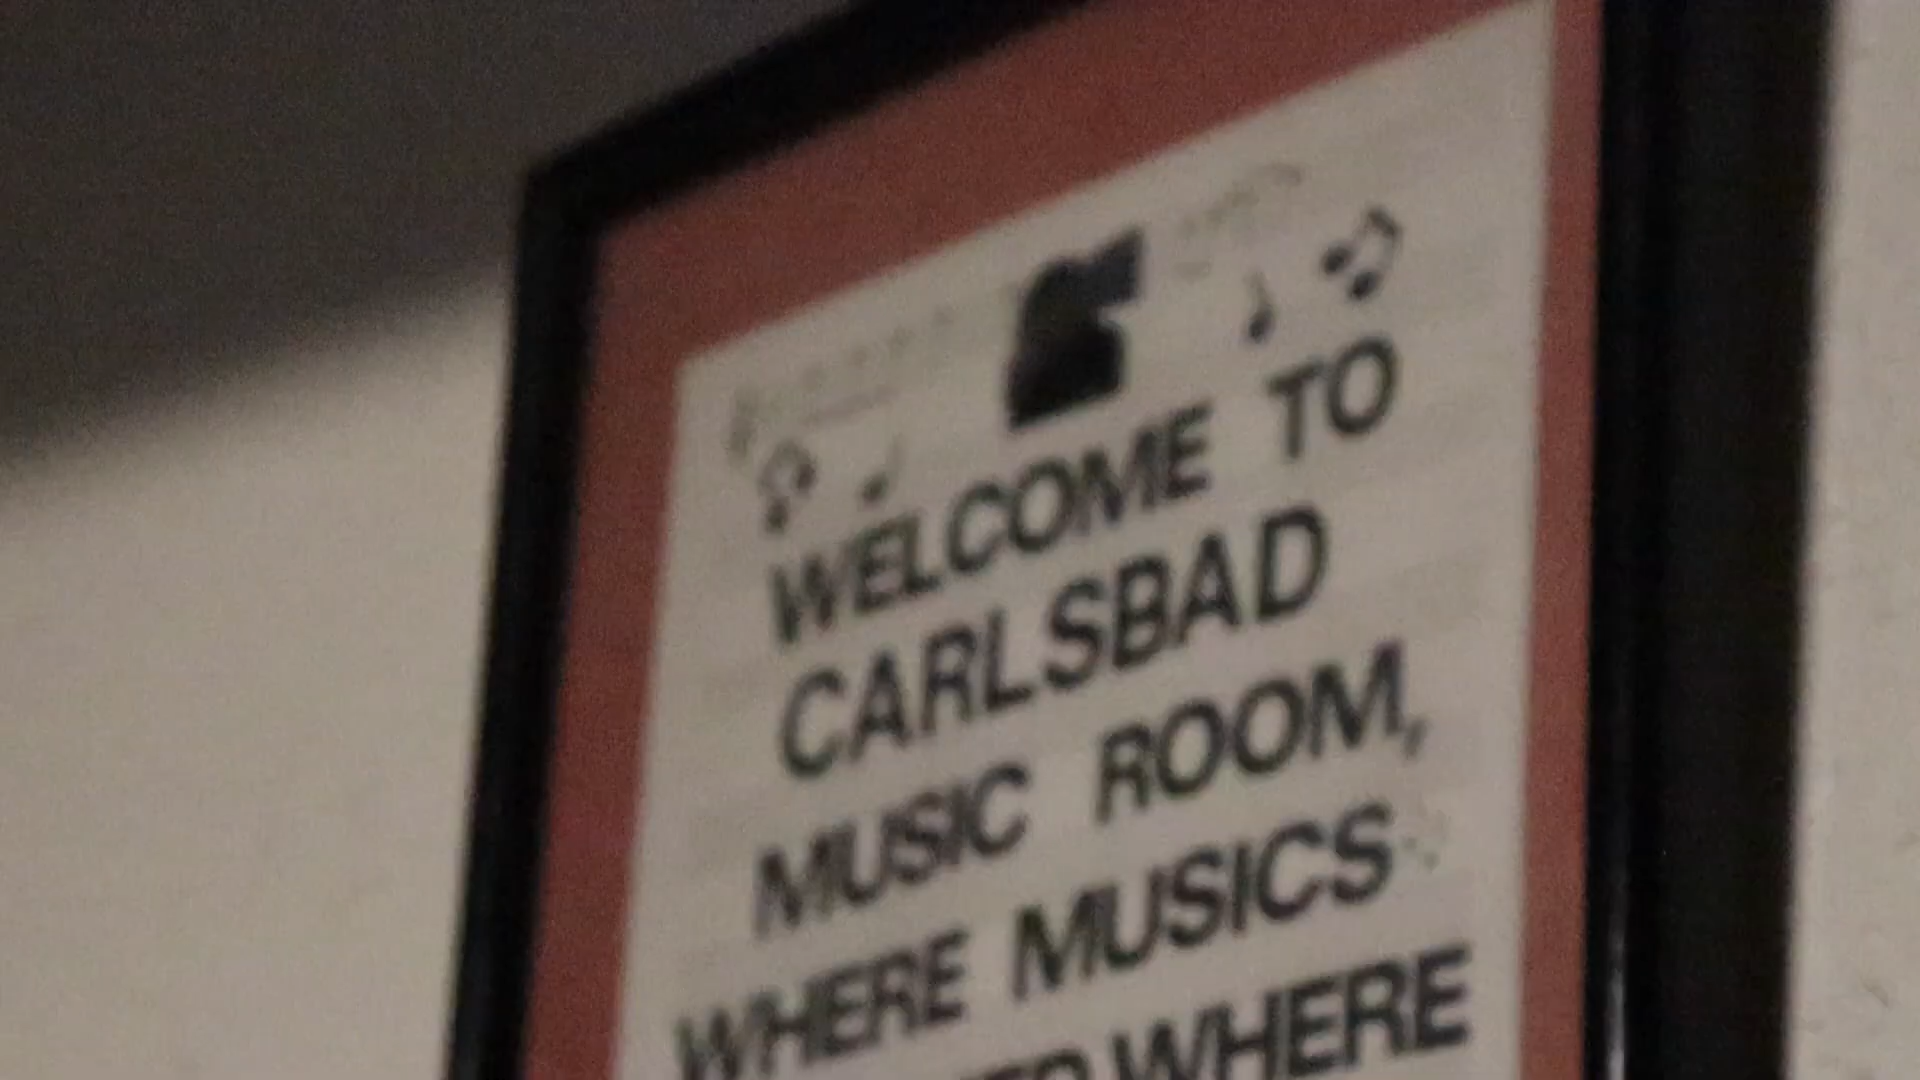 WELCOME TO
CARLSBAD
MUSIC ROOM,
WHERE MUSICS
WHERE